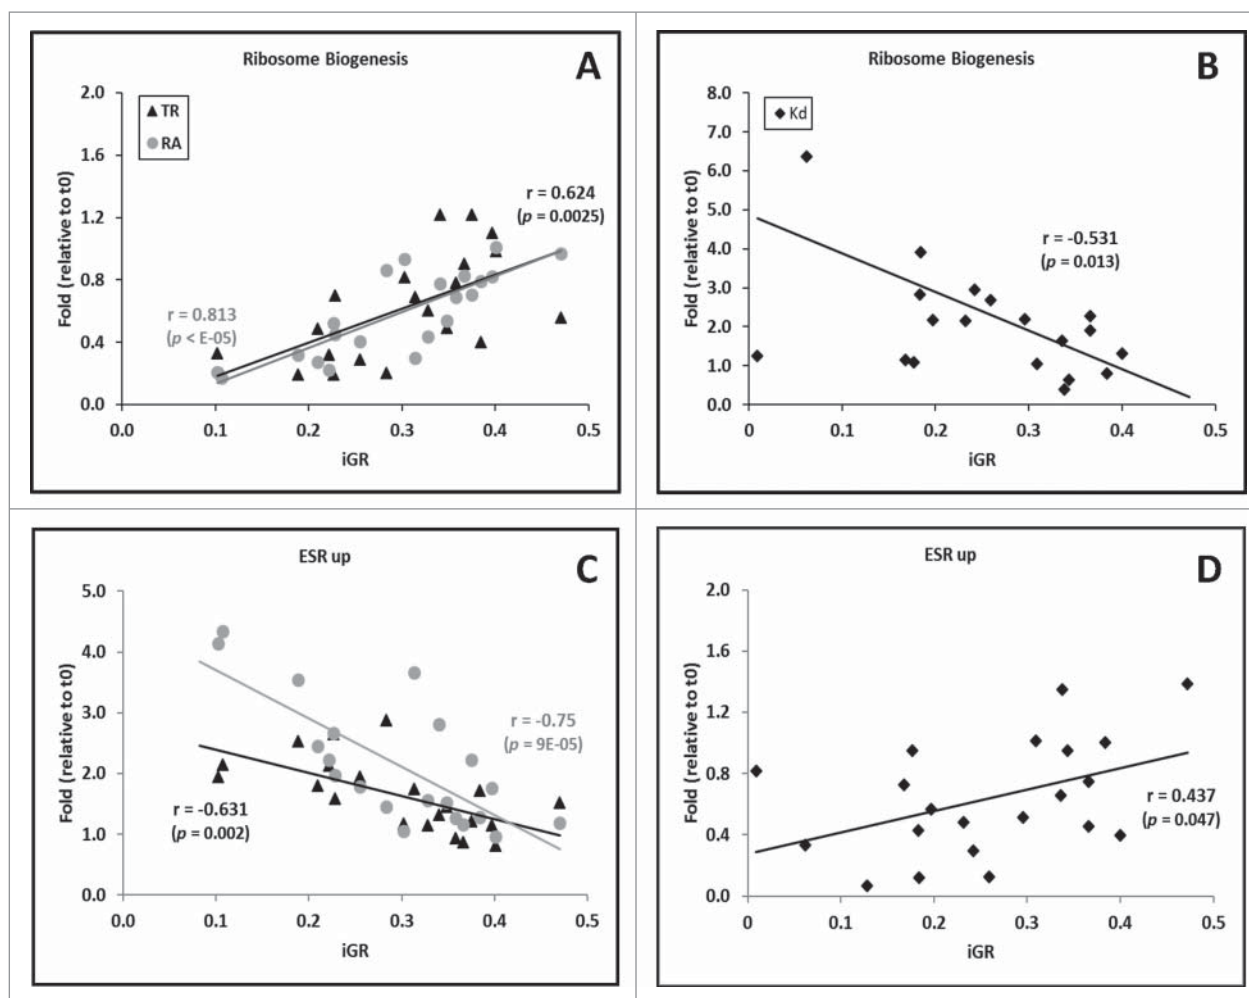 Ribosome Biogenesis
A
2.0
TR
RA
1.6
1.2
0.8
0.4
0.0
Fold (relative to t0)
r = 0.624
(p = 0.0025)
r = 0.813
(p < E-05)
0.0 0.1 0.2 0.3 0.4 0.5
iGR
Ribosome Biogenesis
B
8.0
Kd
7.0
6.0
5.0
4.0
3.0
2.0
1.0
0.0
Fold (relative to t0)
r = -0.531
(p = 0.013)
0 0.1 0.2 0.3 0.4 0.5
iGR
ESR up
C
5.0
4.0
3.0
2.0
1.0
0.0
Fold (relative to t0)
r = -0.75
(p = 9E-05)
r = -0.631
(p = 0.002)
0.0 0.1 0.2 0.3 0.4 0.5
iGR
ESR up
D
2.0
1.6
1.2
0.8
0.4
0.0
Fold (relative to t0)
r = 0.437
(p = 0.047)
0 0.1 0.2 0.3 0.4 0.5
iGR